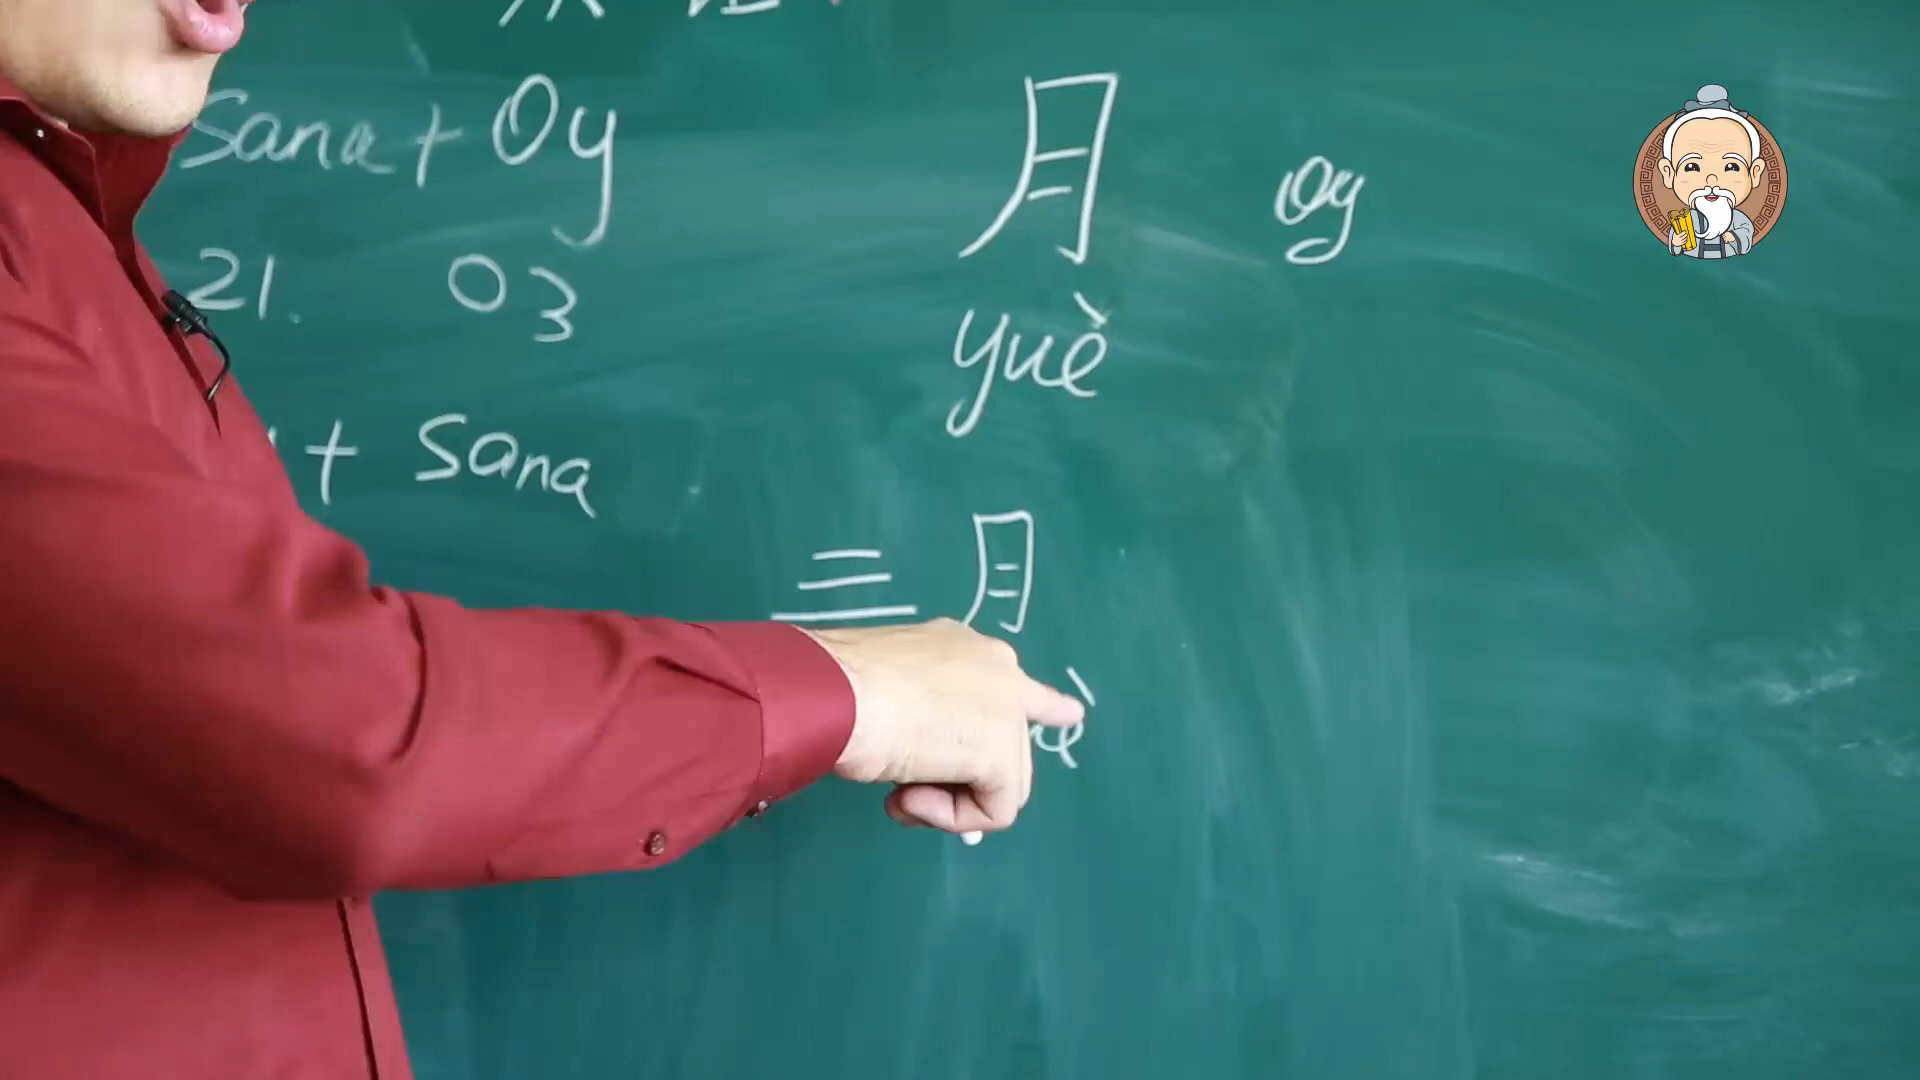 Sana + Oy
月
oy
21. 03
yuè
+ Sana
三月